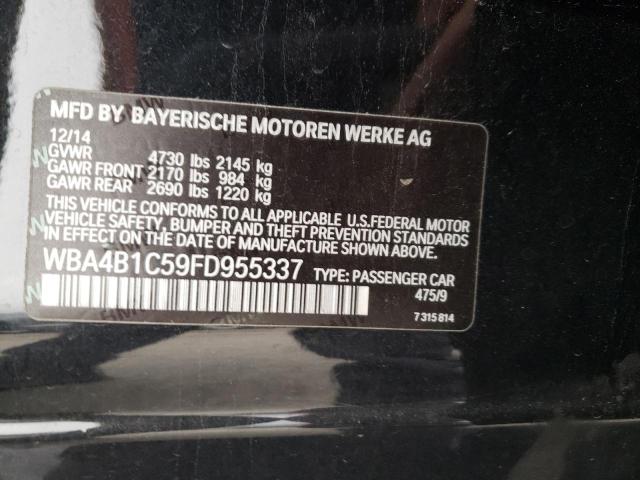 MFD BY BAYERISCHE MOTOREN WERKE AG
12/14
GVWR 4730 lbs 2145 kg
GAWR FRONT 2170 lbs 984 kg
GAWR REAR 2690 lbs 1220 kg
THIS VEHICLE CONFORMS TO ALL APPLICABLE U.S.FEDERAL MOTOR
VEHICLE SAFETY, BUMPER AND THEFT PREVENTION STANDARDS
IN EFFECT ON THE DATE OF MANUFACTURE SHOWN ABOVE.
WBA4B1C59FD955337 TYPE: PASSENGER CAR
475/9
7 315 814